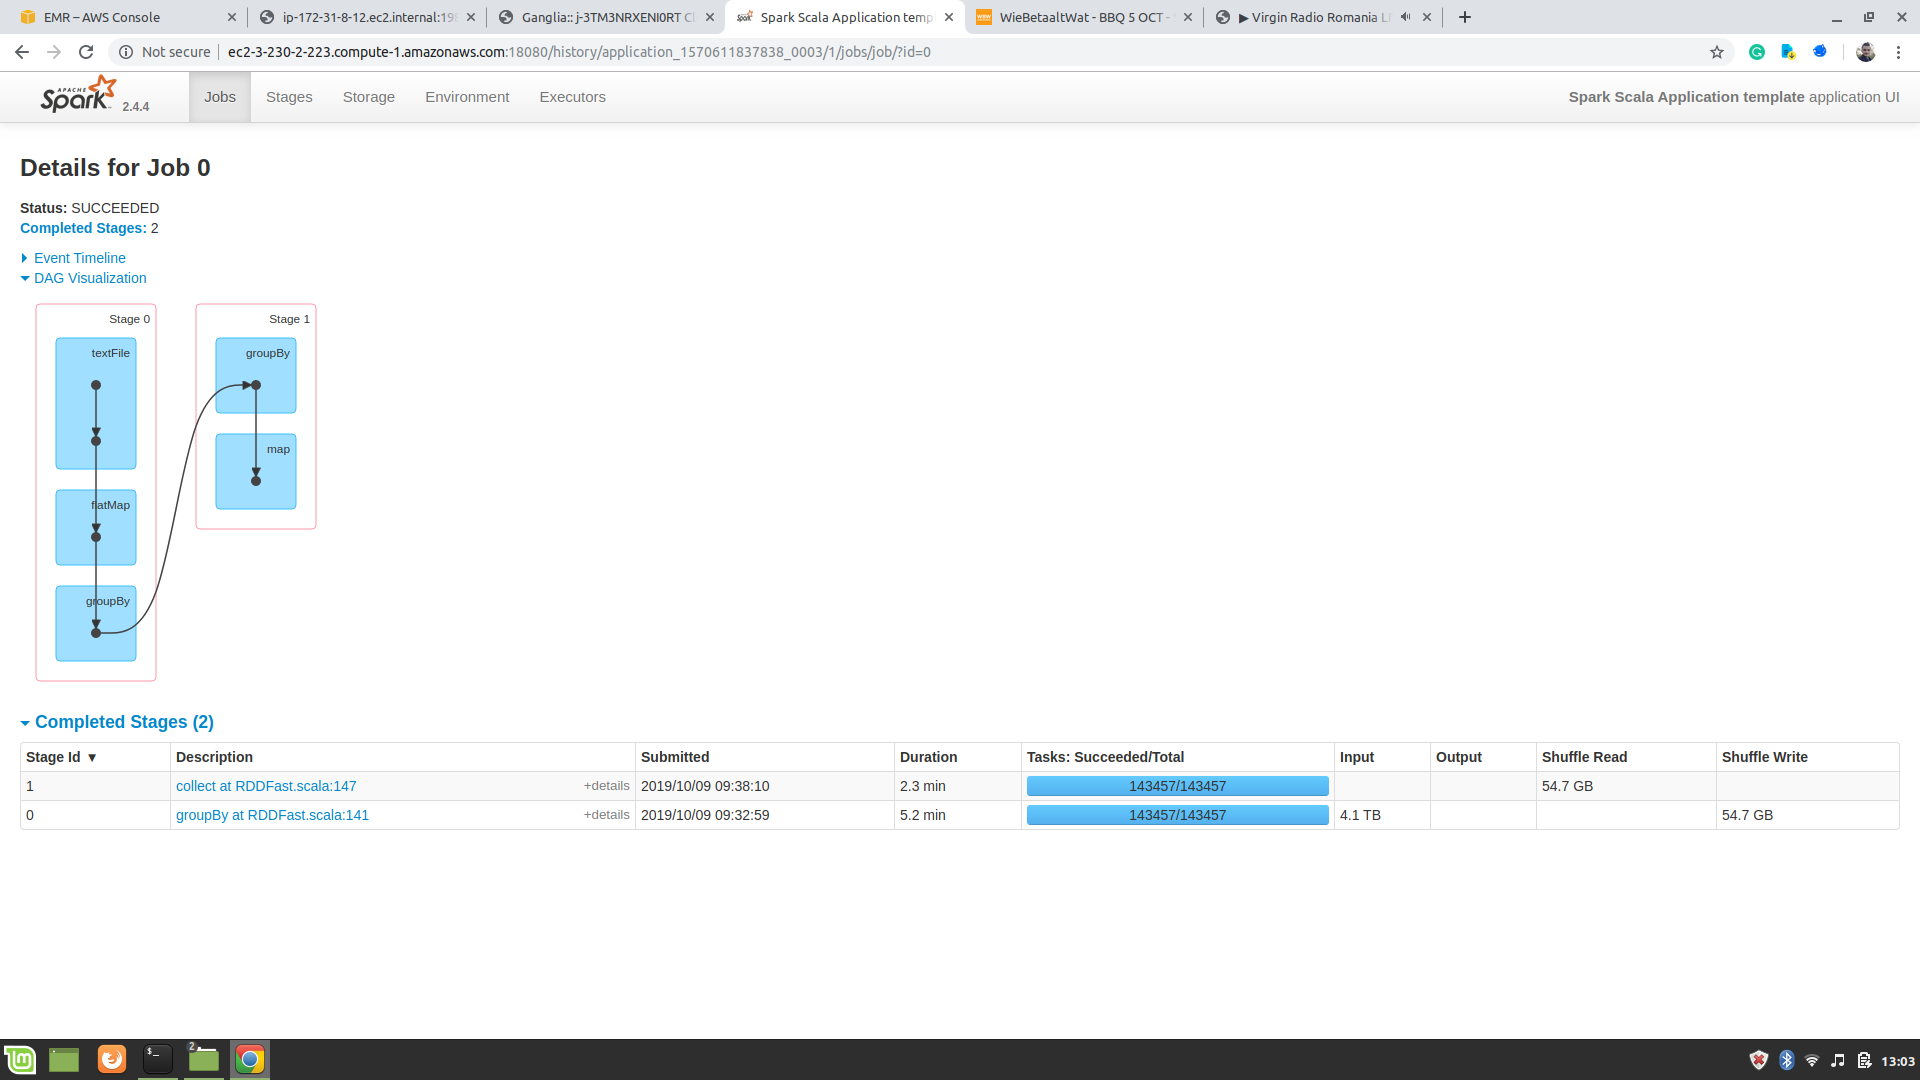 EMR – AWS Console
ip-172-31-8-12.ec2.internal:198
Ganglia:: j-3TM3NRXENI0RT Cl
Spark Scala Application temp
WieBetaaltWat - BBQ 5 OCT -
▶ Virgin Radio Romania L
Not secure
ec2-3-230-2-223.compute-1.amazonaws.com:18080/history/application_1570611837838_0003/1/jobs/job/?id=0
APACHE
Spark 2.4.4
Jobs
Stages
Storage
Environment
Executors
Spark Scala Application template application UI
Details for Job 0
Status: SUCCEEDED
Completed Stages: 2
Event Timeline
DAG Visualization
Stage 0
textFile
flatMap
groupBy
Stage 1
groupBy
map
Completed Stages (2)
Stage Id ▼ Description Submitted Duration Tasks: Succeeded/Total Input Output Shuffle Read Shuffle Write
1 collect at RDDFast.scala:147 +details 2019/10/09 09:38:10 2.3 min 143457/143457 54.7 GB
0 groupBy at RDDFast.scala:141 +details 2019/10/09 09:32:59 5.2 min 143457/143457 4.1 TB 54.7 GB
2
13:03